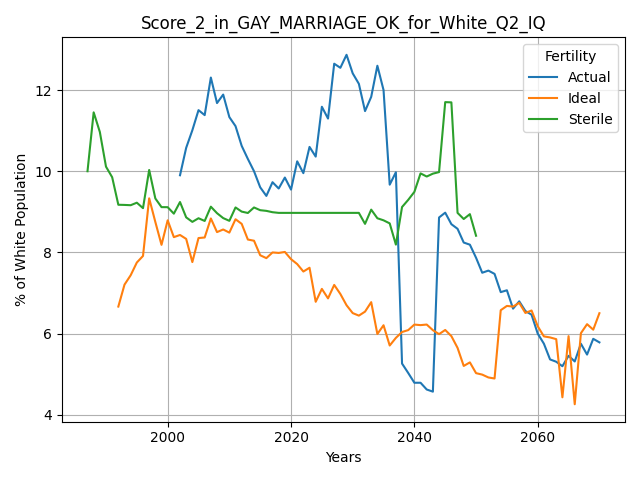 Score_2_in_GAY_MARRIAGE_OK_for_White_Q2_IQ
Fertility
Actual
Ideal
Sterile
% of White Population
12
10
8
6
4
2000 2020 2040 2060
Years